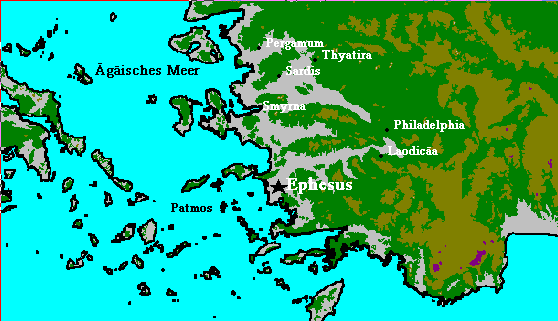 Pergamum
Thyatira
Ägäisches Meer
Sardis
Smyrna
Philadelphia
Laodicäa
Ephesus
Patmos